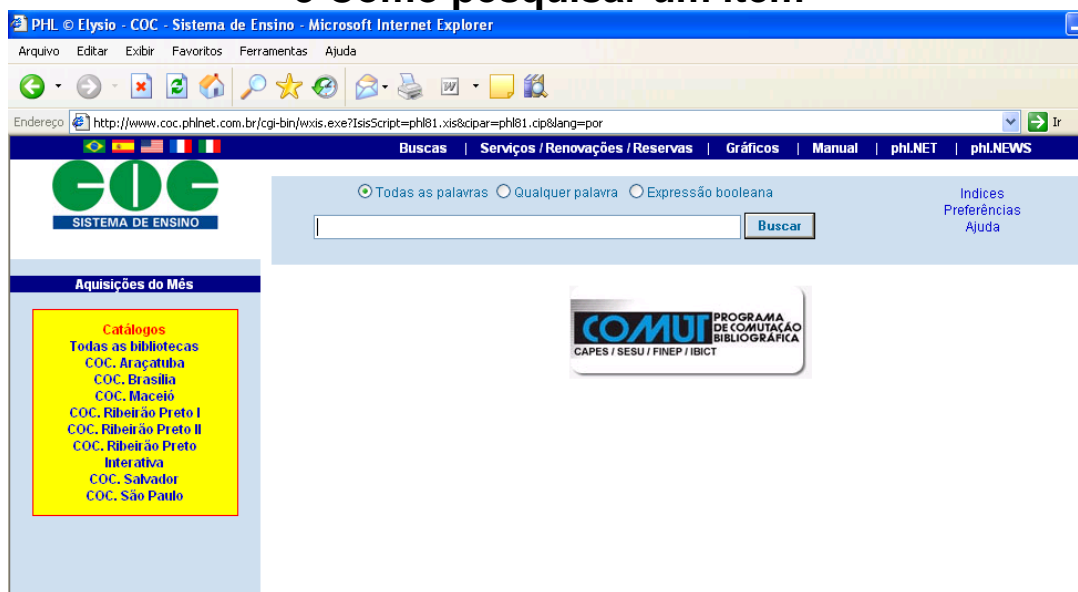 Como pesquisar um item
PHL © Elysio - COC - Sistema de Ensino - Microsoft Internet Explorer
Arquivo Editar Exibir Favoritos Ferramentas Ajuda
Endereço http://www.coc.phlnet.com.br/cgi-bin/wxis.exe?IsisScript=phl81.xis&cipar=phl81.cip&lang=por Ir
Buscas | Serviços / Renovações / Reservas | Gráficos | Manual | phl.NET | phl.NEWS
COC
SISTEMA DE ENSINO
Todas as palavras Qualquer palavra Expressão booleana
Buscar
Indices
Preferências
Ajuda
Aquisições do Mês
Catálogos
Todas as bibliotecas
COC. Araçatuba
COC. Brasília
COC. Maceió
COC. Ribeirão Preto I
COC. Ribeirão Preto II
COC. Ribeirão Preto
Interativa
COC. Salvador
COC. São Paulo
COMUT PROGRAMA
DE COMUTAÇÃO
BIBLIOGRÁFICA
CAPES / SESU / FINEP / IBICT